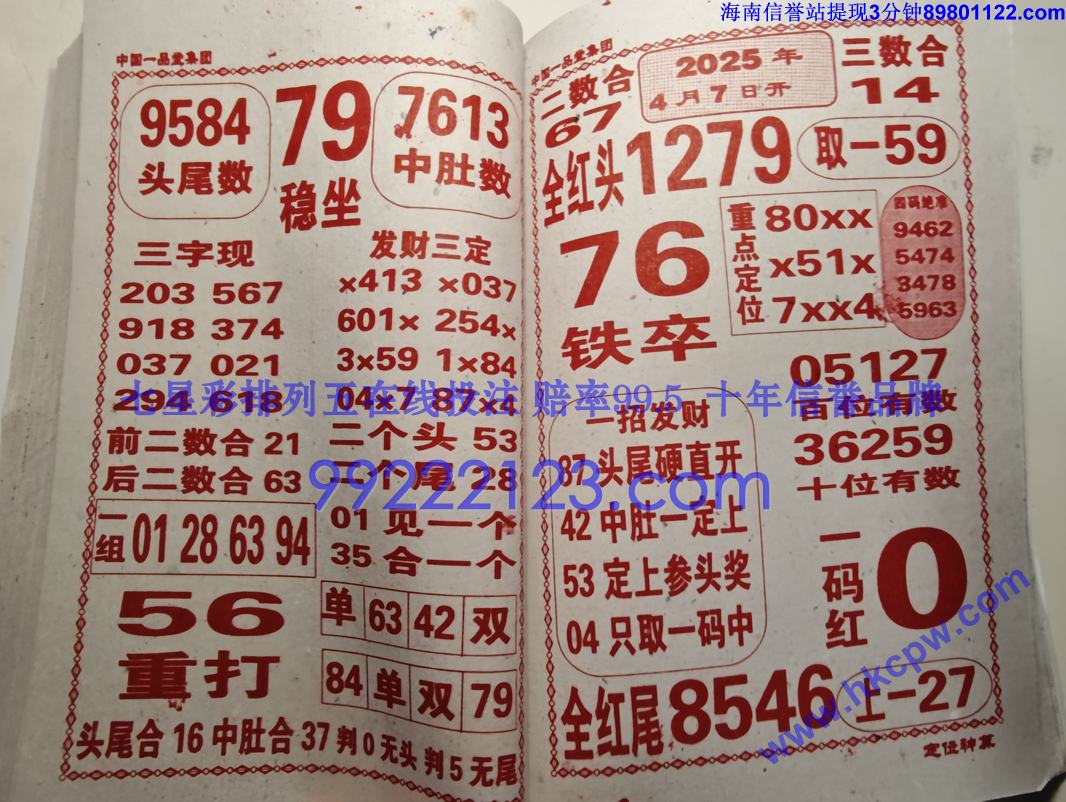 海南信誉站提现3分钟89801122.com
中国一品堂集团
9584
头尾数
79
稳坐
7613
中肚数
三字现
203 567
918 374
037 021
294 618
发财三定
×413 ×037
601× 254×
3×59 1×84
04×7 87×4
前二数合 21
后二数合 63
二个头 53
二个尾 28
一组 01 28 63 94
01 见一个
35 合一个
56
重打
单 63 42 双
84 单 双 79
头尾合 16 中肚合 37 判 0 无头 判 5 无尾
中国一品堂集团
二数合
67
2025 年
4 月 7 日开
三数合
14
全红头1279
取一59
76
铁卒
重点定位
80xx
x51x
7xx4
四码绝准
9462
5474
3478
5963
05127
百位有数
36259
十位有数
一招发财
87 头尾硬直开
42 中肚一定上
53 定上参头奖
04 只取一码中
一码红
0
全红尾8546
上一27
定位神算
七星彩排列五在线投注 赔率99.5 十年信誉品牌
99222123.com
www.hkcpw.com